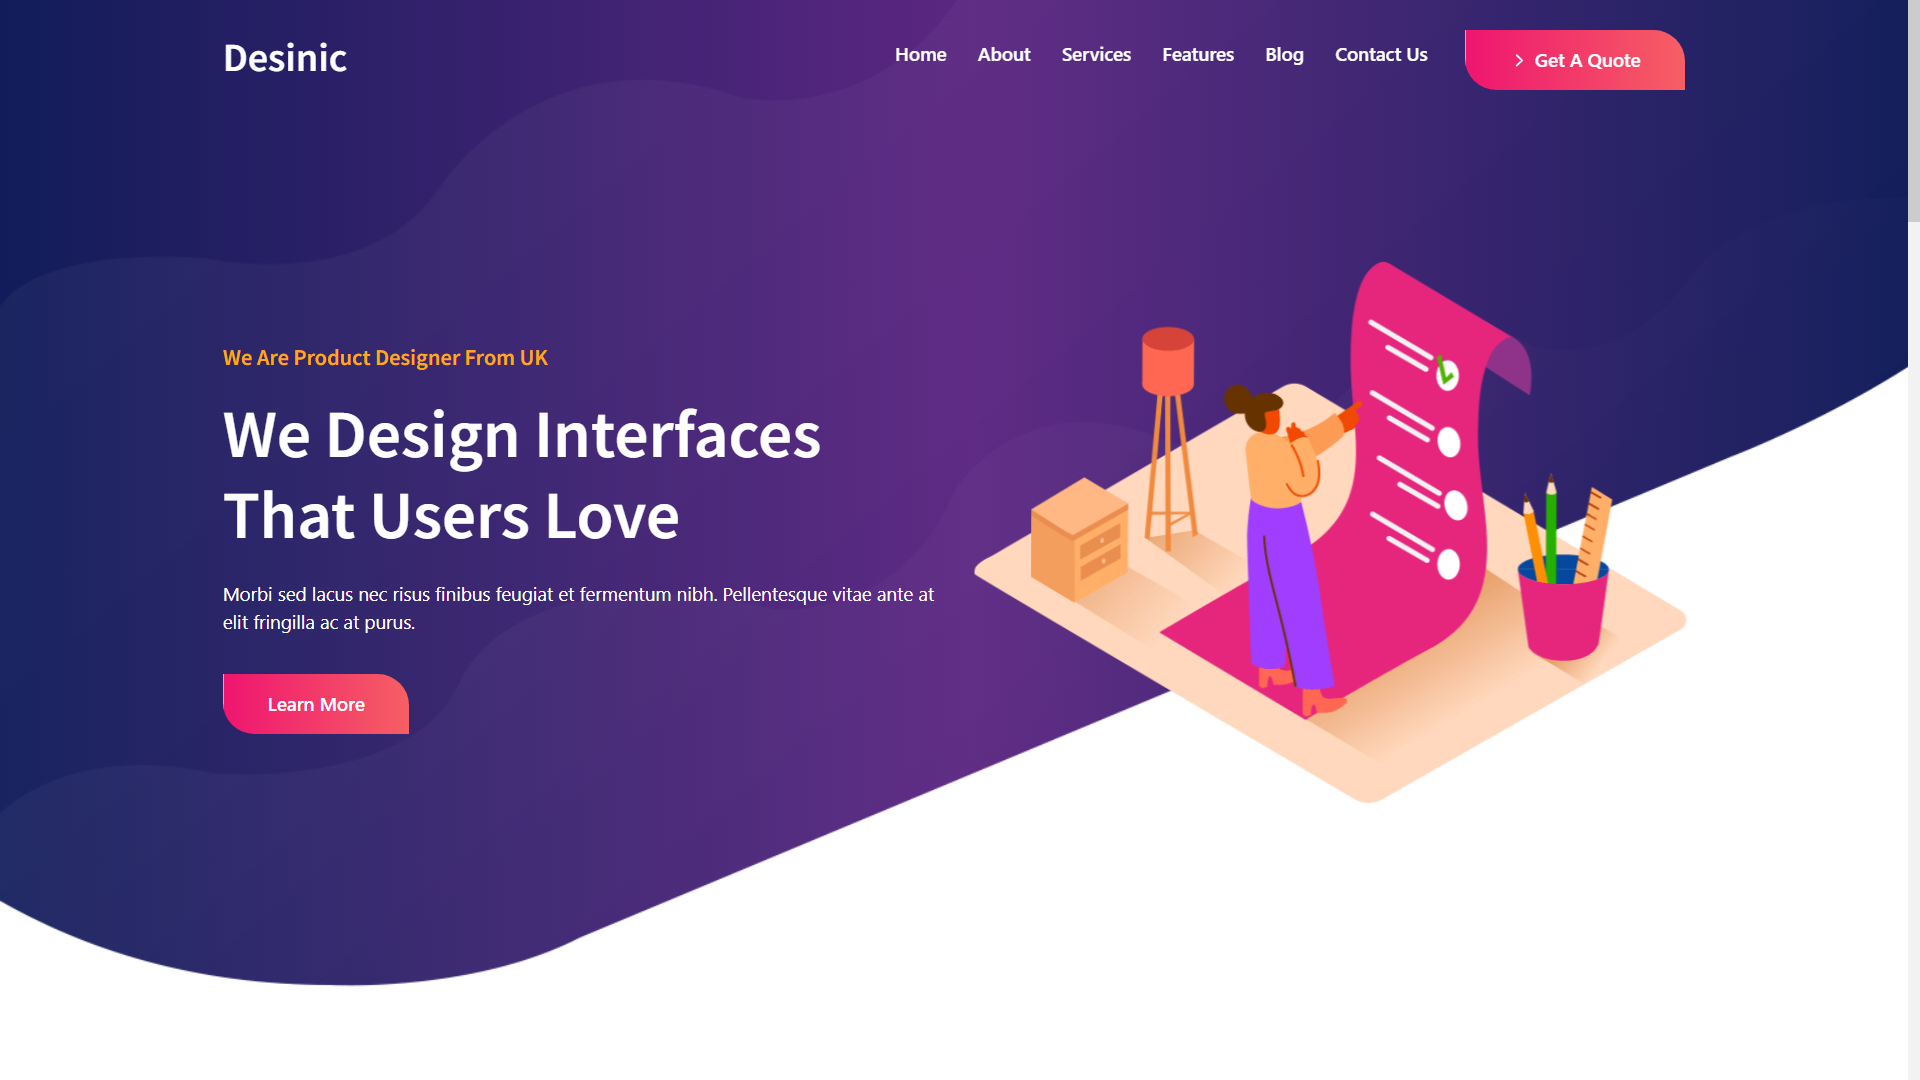 Desinic
Home About Services Features Blog Contact Us Get A Quote
We Are Product Designer From UK
We Design Interfaces
That Users Love
Morbi sed lacus nec risus finibus feugiat et fermentum nibh. Pellentesque vitae ante at
elit fringilla ac at purus.
Learn More